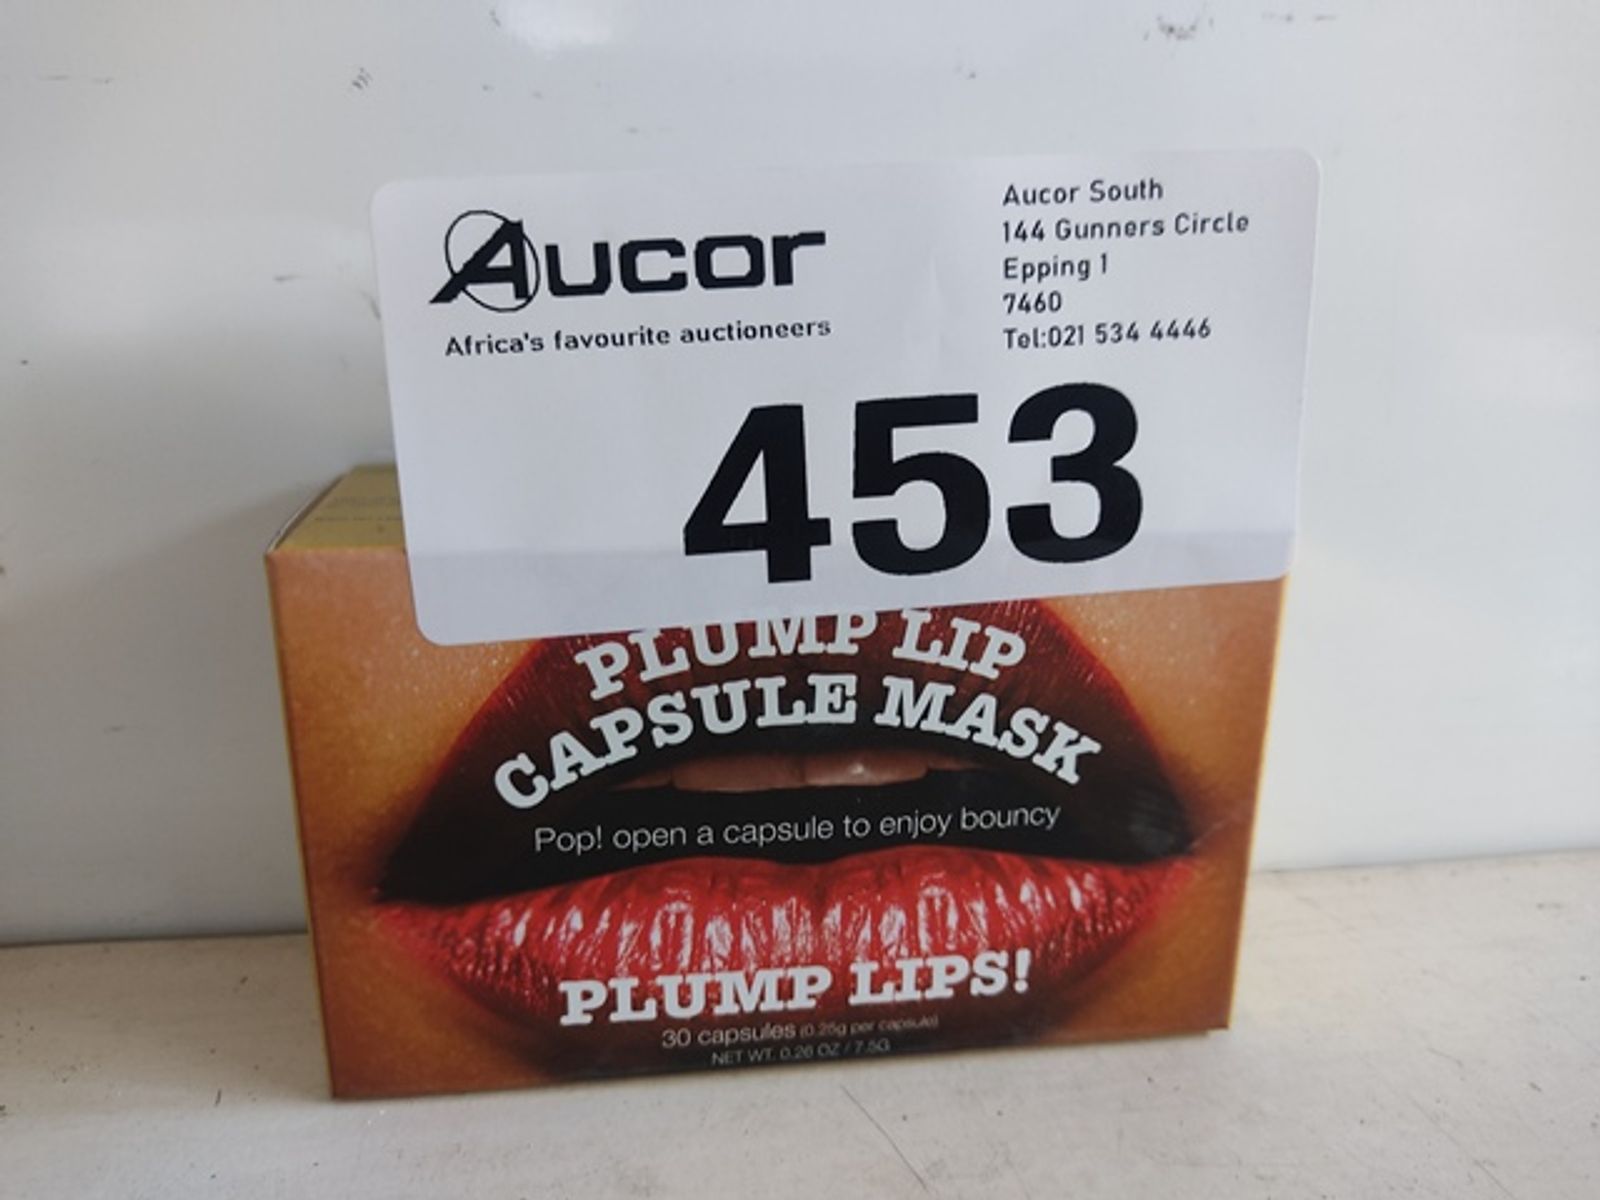 Aucor
Africa's favourite auctioneers
Aucor South
144 Gunners Circle
Epping 1
7460
Tel:021 534 4446
453
PLUMP LIP
CAPSULE MASK
Pop! open a capsule to enjoy bouncy
PLUMP LIPS!
30 capsules (0.25g per capsule)
NET WT. 0.26 OZ / 7.5G